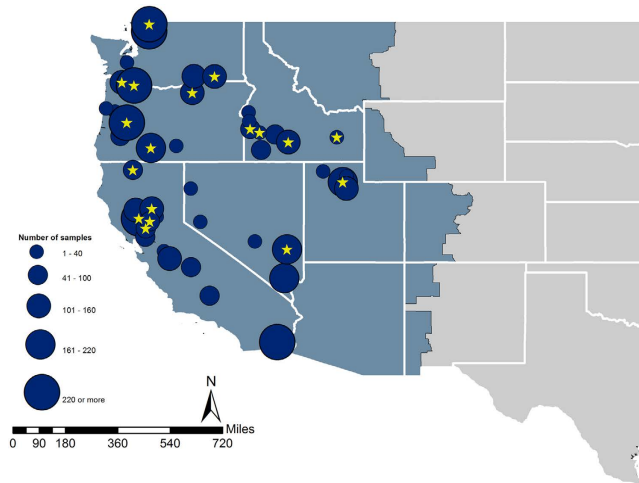 Number of samples
1 - 40
41 - 100
101 - 160
161 - 220
220 or more
N
Miles
0 90 180 360 540 720